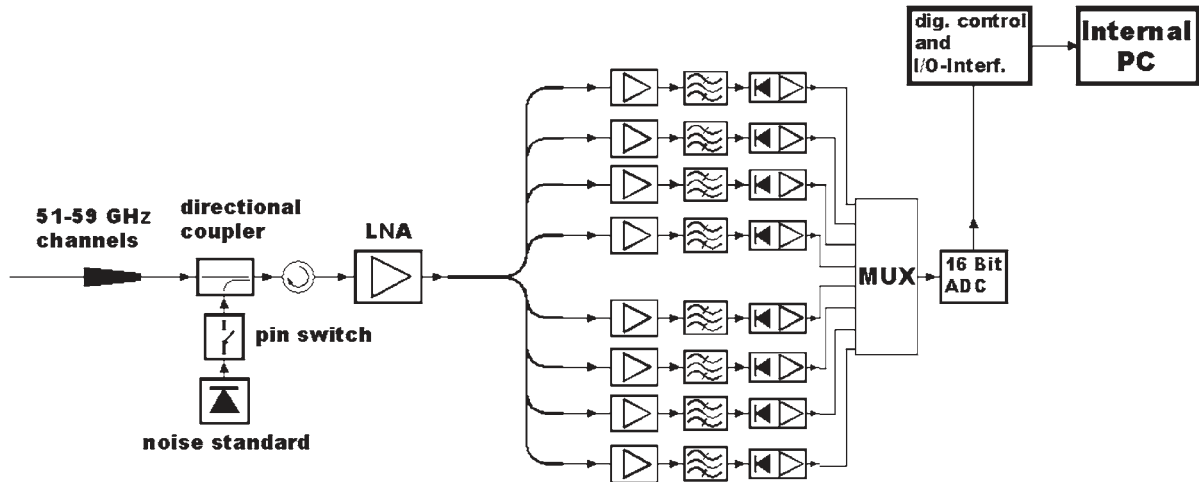 dig. control
and
I/O-Interf.
Internal
PC
51-59 GHz
channels
directional
coupler
LNA
MUX
16 Bit
ADC
pin switch
noise standard